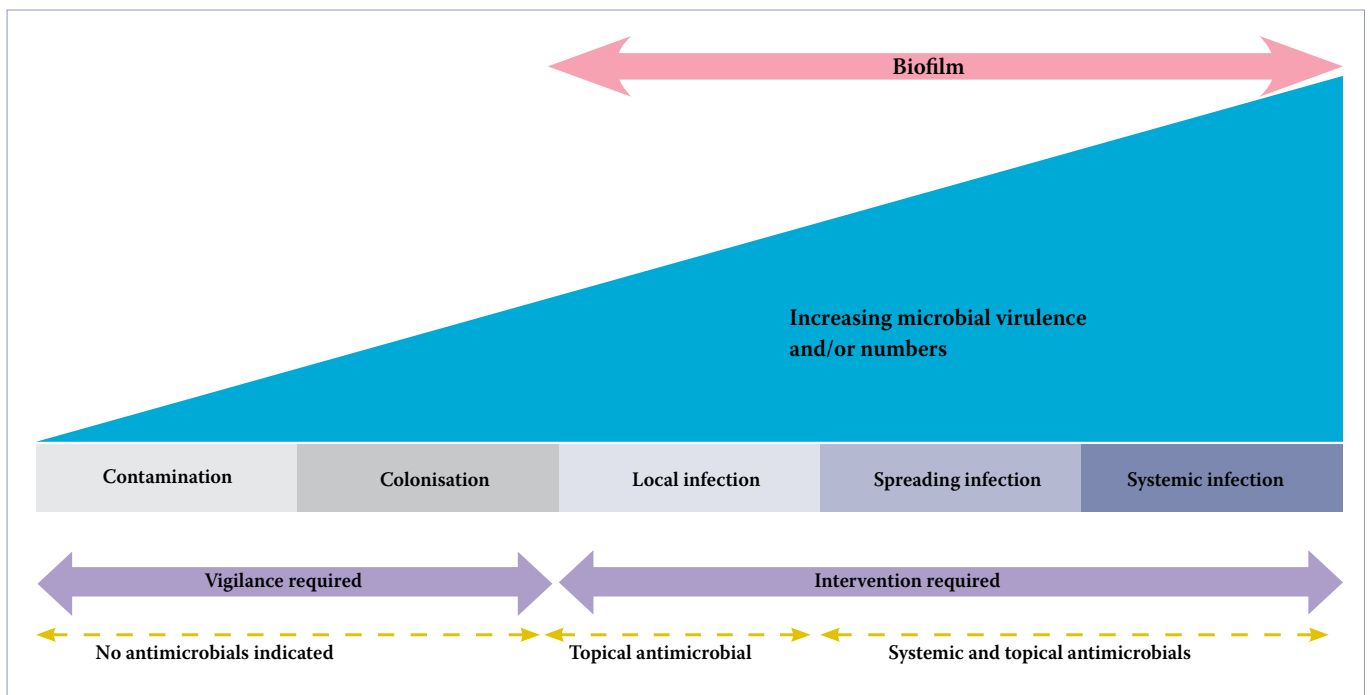 Biofilm
Increasing microbial virulence
and/or numbers
Contamination
Colonisation
Local infection
Spreading infection
Systemic infection
Vigilance required
Intervention required
No antimicrobials indicated
Topical antimicrobial
Systemic and topical antimicrobials